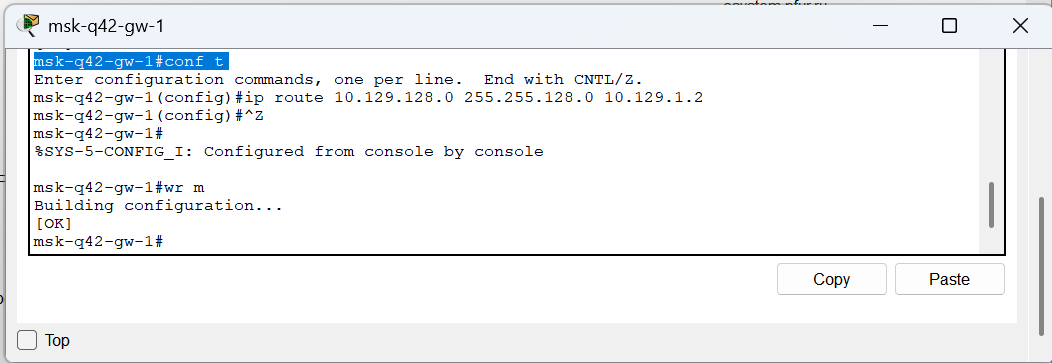 msk-q42-gw-1
msk-q42-gw-1#conf t
Enter configuration commands, one per line.  End with CNTL/Z.
msk-q42-gw-1(config)#ip route 10.129.128.0 255.255.128.0 10.129.1.2
msk-q42-gw-1(config)#^Z
msk-q42-gw-1#
%SYS-5-CONFIG_I: Configured from console by console
msk-q42-gw-1#wr m
Building configuration...
[OK]
msk-q42-gw-1#
Copy
Paste
Top